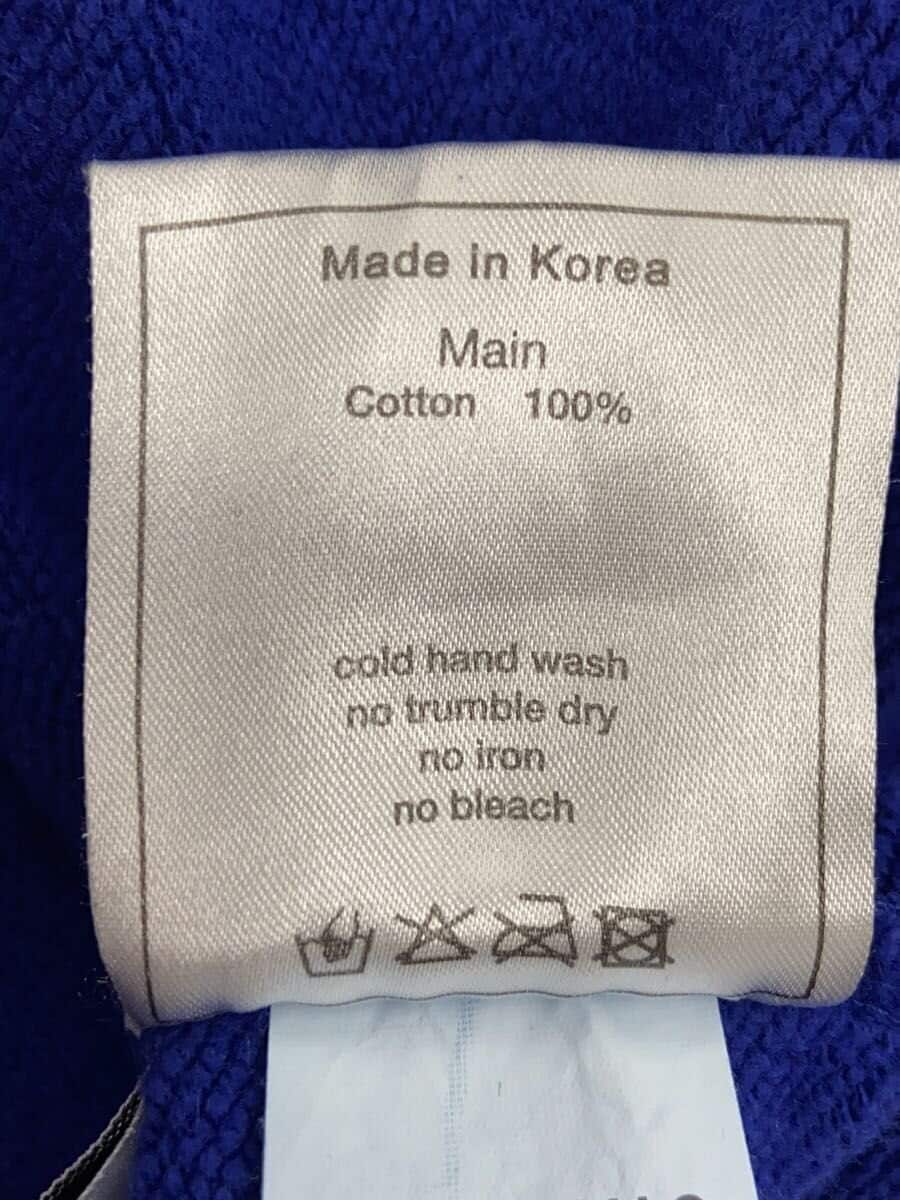 Made in Korea
Main
Cotton 100%
cold hand wash
no trumble dry
no iron
no bleach